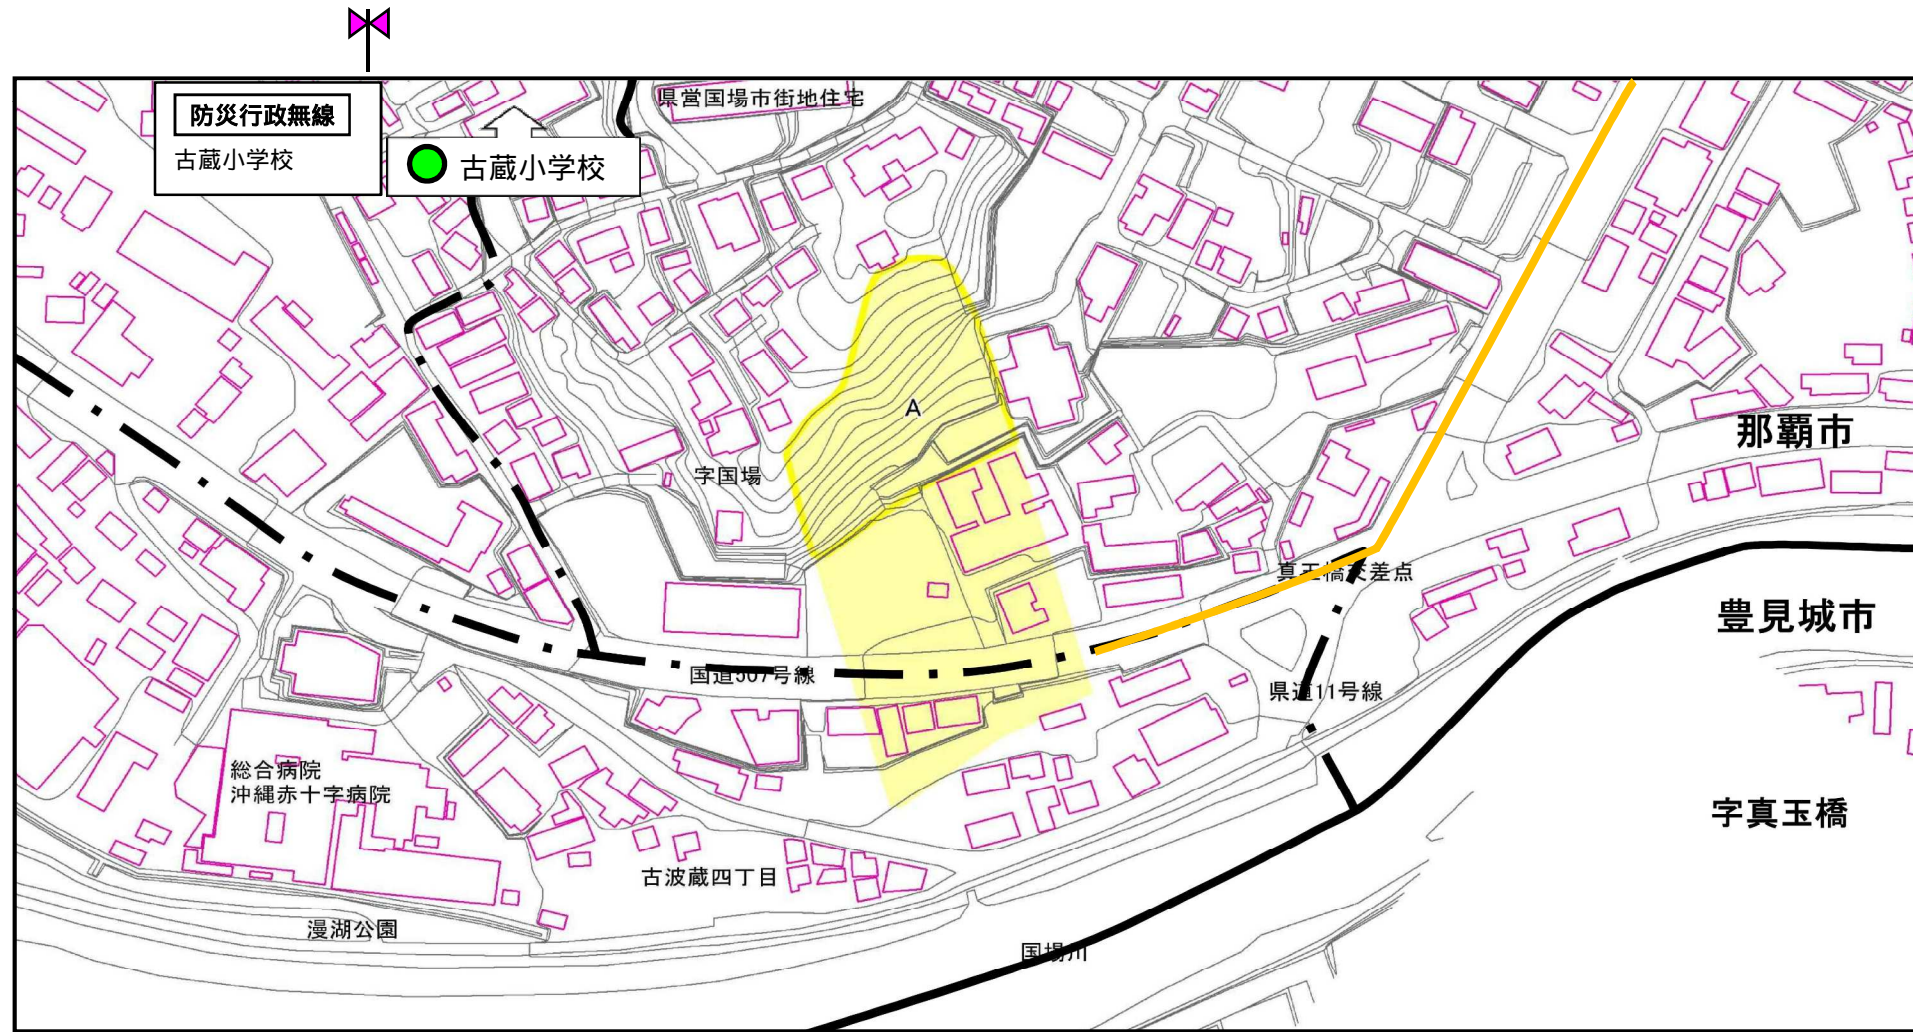 県営国場市街地住宅
防災行政無線
古蔵小学校
古蔵小学校
A
那覇市
字国場
真玉橋交差点
豊見城市
国道507号線
県道11号線
総合病院
沖縄赤十字病院
字真玉橋
古波蔵四丁目
漫湖公園
国場川